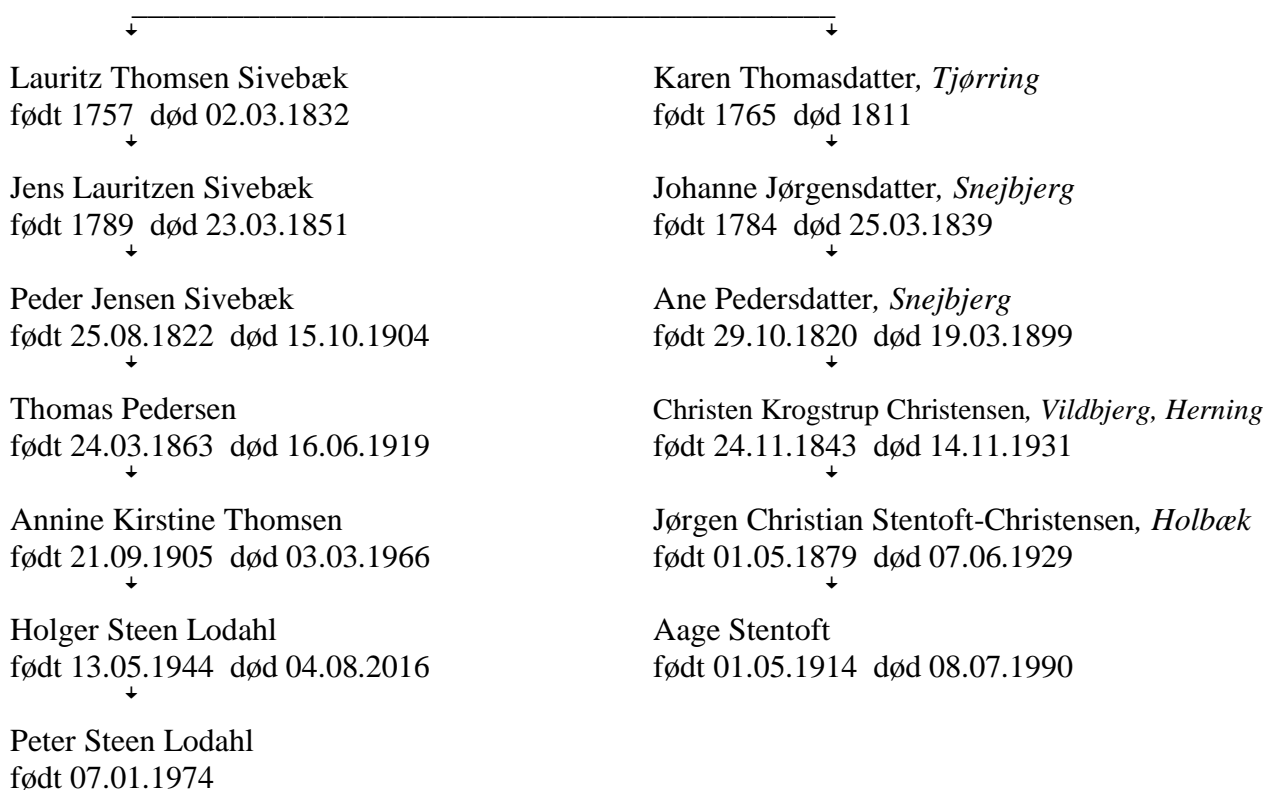 Lauritz Thomsen Sivebæk
født 1757 død 02.03.1832
Jens Lauritzen Sivebæk
født 1789 død 23.03.1851
Peder Jensen Sivebæk
født 25.08.1822 død 15.10.1904
Thomas Pedersen
født 24.03.1863 død 16.06.1919
Annine Kirstine Thomsen
født 21.09.1905 død 03.03.1966
Holger Steen Lodahl
født 13.05.1944 død 04.08.2016
Peter Steen Lodahl
født 07.01.1974
Karen Thomasdatter, Tjørring
født 1765 død 1811
Johanne Jørgensdatter, Snejbjerg
født 1784 død 25.03.1839
Ane Pedersdatter, Snejbjerg
født 29.10.1820 død 19.03.1899
Christen Krogstrup Christensen, Vildbjerg, Herning
født 24.11.1843 død 14.11.1931
Jørgen Christian Stentoft-Christensen, Holbæk
født 01.05.1879 død 07.06.1929
Aage Stentoft
født 01.05.1914 død 08.07.1990